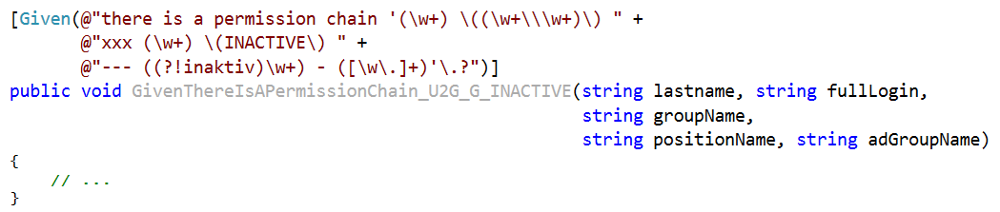 [Given(@"there is a permission chain '(\w+) \((\w+\\\w+)\) " +
@"xxx (\w+) \(INACTIVE\) " +
@"--- ((?!inaktiv)\w+) - ([\w\.]+)'\.?")]
public void GivenThereIsAPermissionChain_U2G_G_INACTIVE(string lastname, string fullLogin,
string groupName,
string positionName, string adGroupName)
{
// ...
}